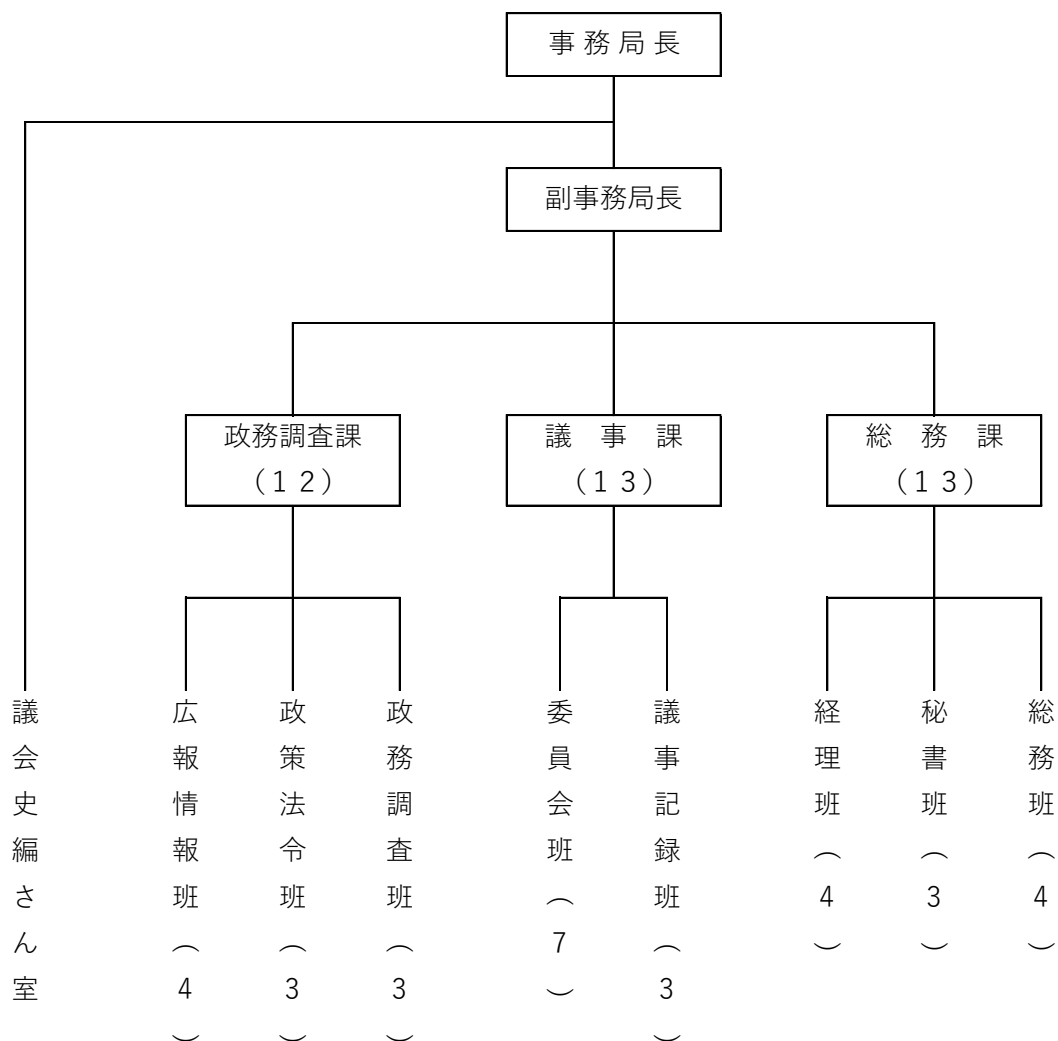 事務局長
副事務局長
政務調査課
（１２）
議事課
（１３）
総務課
（１３）
議会史編さん室
広報情報班（４）
政策法令班（３）
政務調査班（３）
委員会班（７）
議事記録班（３）
経理班（４）
秘書班（３）
総務班（４）